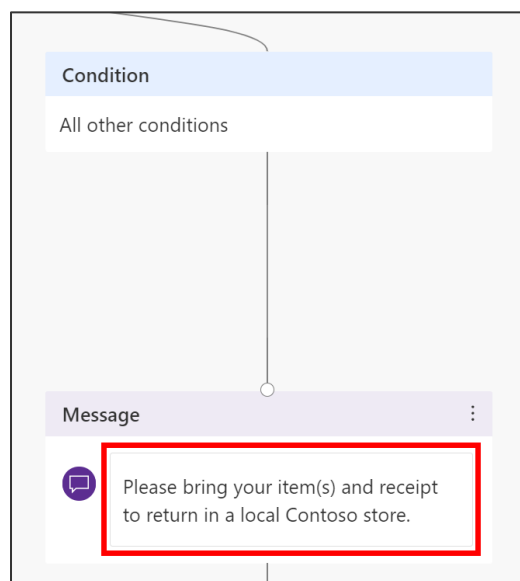 Condition
All other conditions
Message
Please bring your item(s) and receipt
to return in a local Contoso store.